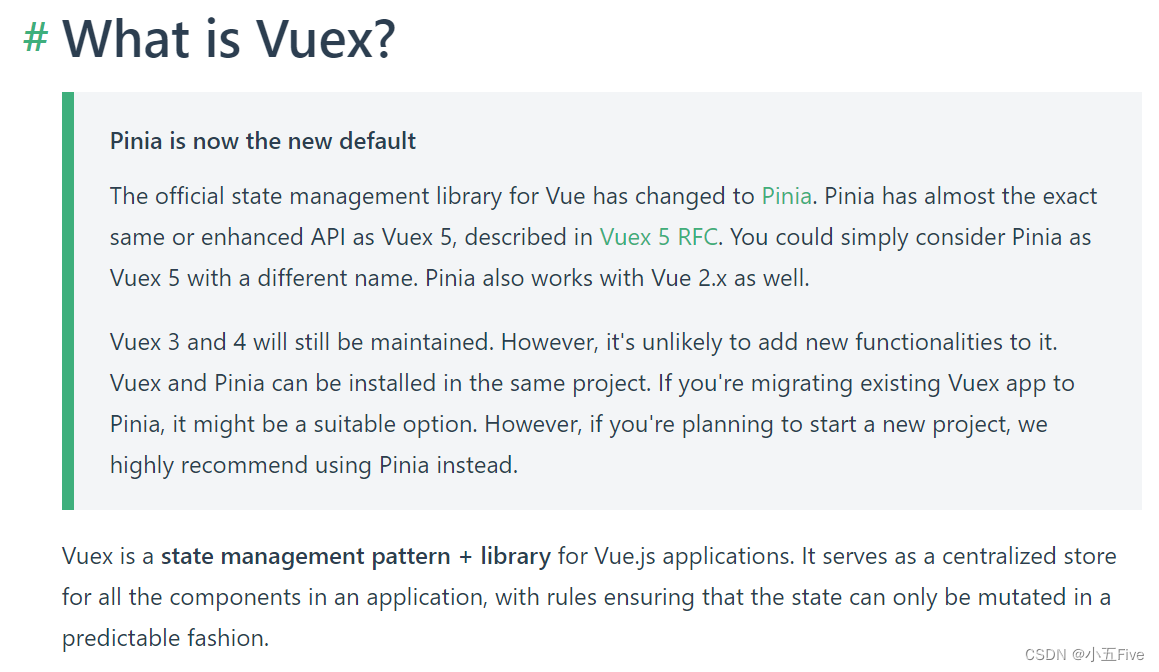 # What is Vuex?
Pinia is now the new default
The official state management library for Vue has changed to Pinia. Pinia has almost the exact
same or enhanced API as Vuex 5, described in Vuex 5 RFC. You could simply consider Pinia as
Vuex 5 with a different name. Pinia also works with Vue 2.x as well.
Vuex 3 and 4 will still be maintained. However, it's unlikely to add new functionalities to it.
Vuex and Pinia can be installed in the same project. If you're migrating existing Vuex app to
Pinia, it might be a suitable option. However, if you're planning to start a new project, we
highly recommend using Pinia instead.
Vuex is a state management pattern + library for Vue.js applications. It serves as a centralized store
for all the components in an application, with rules ensuring that the state can only be mutated in a
predictable fashion.
CSDN @小五Five